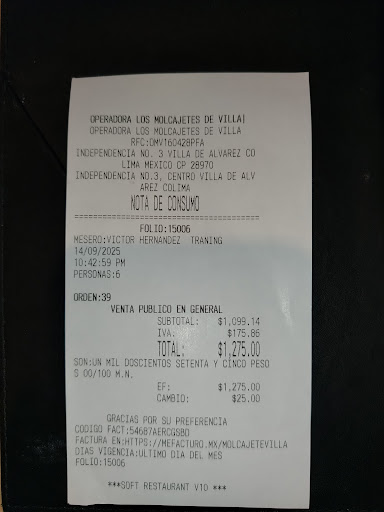 OPERADORA LOS MOLCAJETES DE VILLA|
OPERADORA LOS MOLCAJETES DE VILLA
RFC:OMV160428PFA
INDEPENDENCIA NO. 3 VILLA DE ALVAREZ CO
LIMA MEXICO CP 28970
INDEPENDENCIA NO.3, CENTRO VILLA DE ALV
AREZ COLIMA
NOTA DE CONSUMO
=======================================
FOLIO:15006
MESERO:VICTOR HERNANDEZ TRANING
14/09/2025
10:42:59 PM
PERSONAS:6
ORDEN:39
VENTA PUBLICO EN GENERAL
SUBTOTAL: $1,099.14
IVA: $175.86
TOTAL: $1,275.00
SON:UN MIL DOSCIENTOS SETENTA Y CINCO PESO
S 00/100 M.N.
EF: $1,275.00
CAMBIO: $25.00
GRACIAS POR SU PREFERENCIA
CODIGO FACT:54687AERCGSBD
FACTURA EN:HTTPS://MEFACTURO.MX/MOLCAJETEVILLA
DIAS VIGENCIA:ULTIMO DIA DEL MES
FOLIO:15006
***SOFT RESTAURANT V10 ***